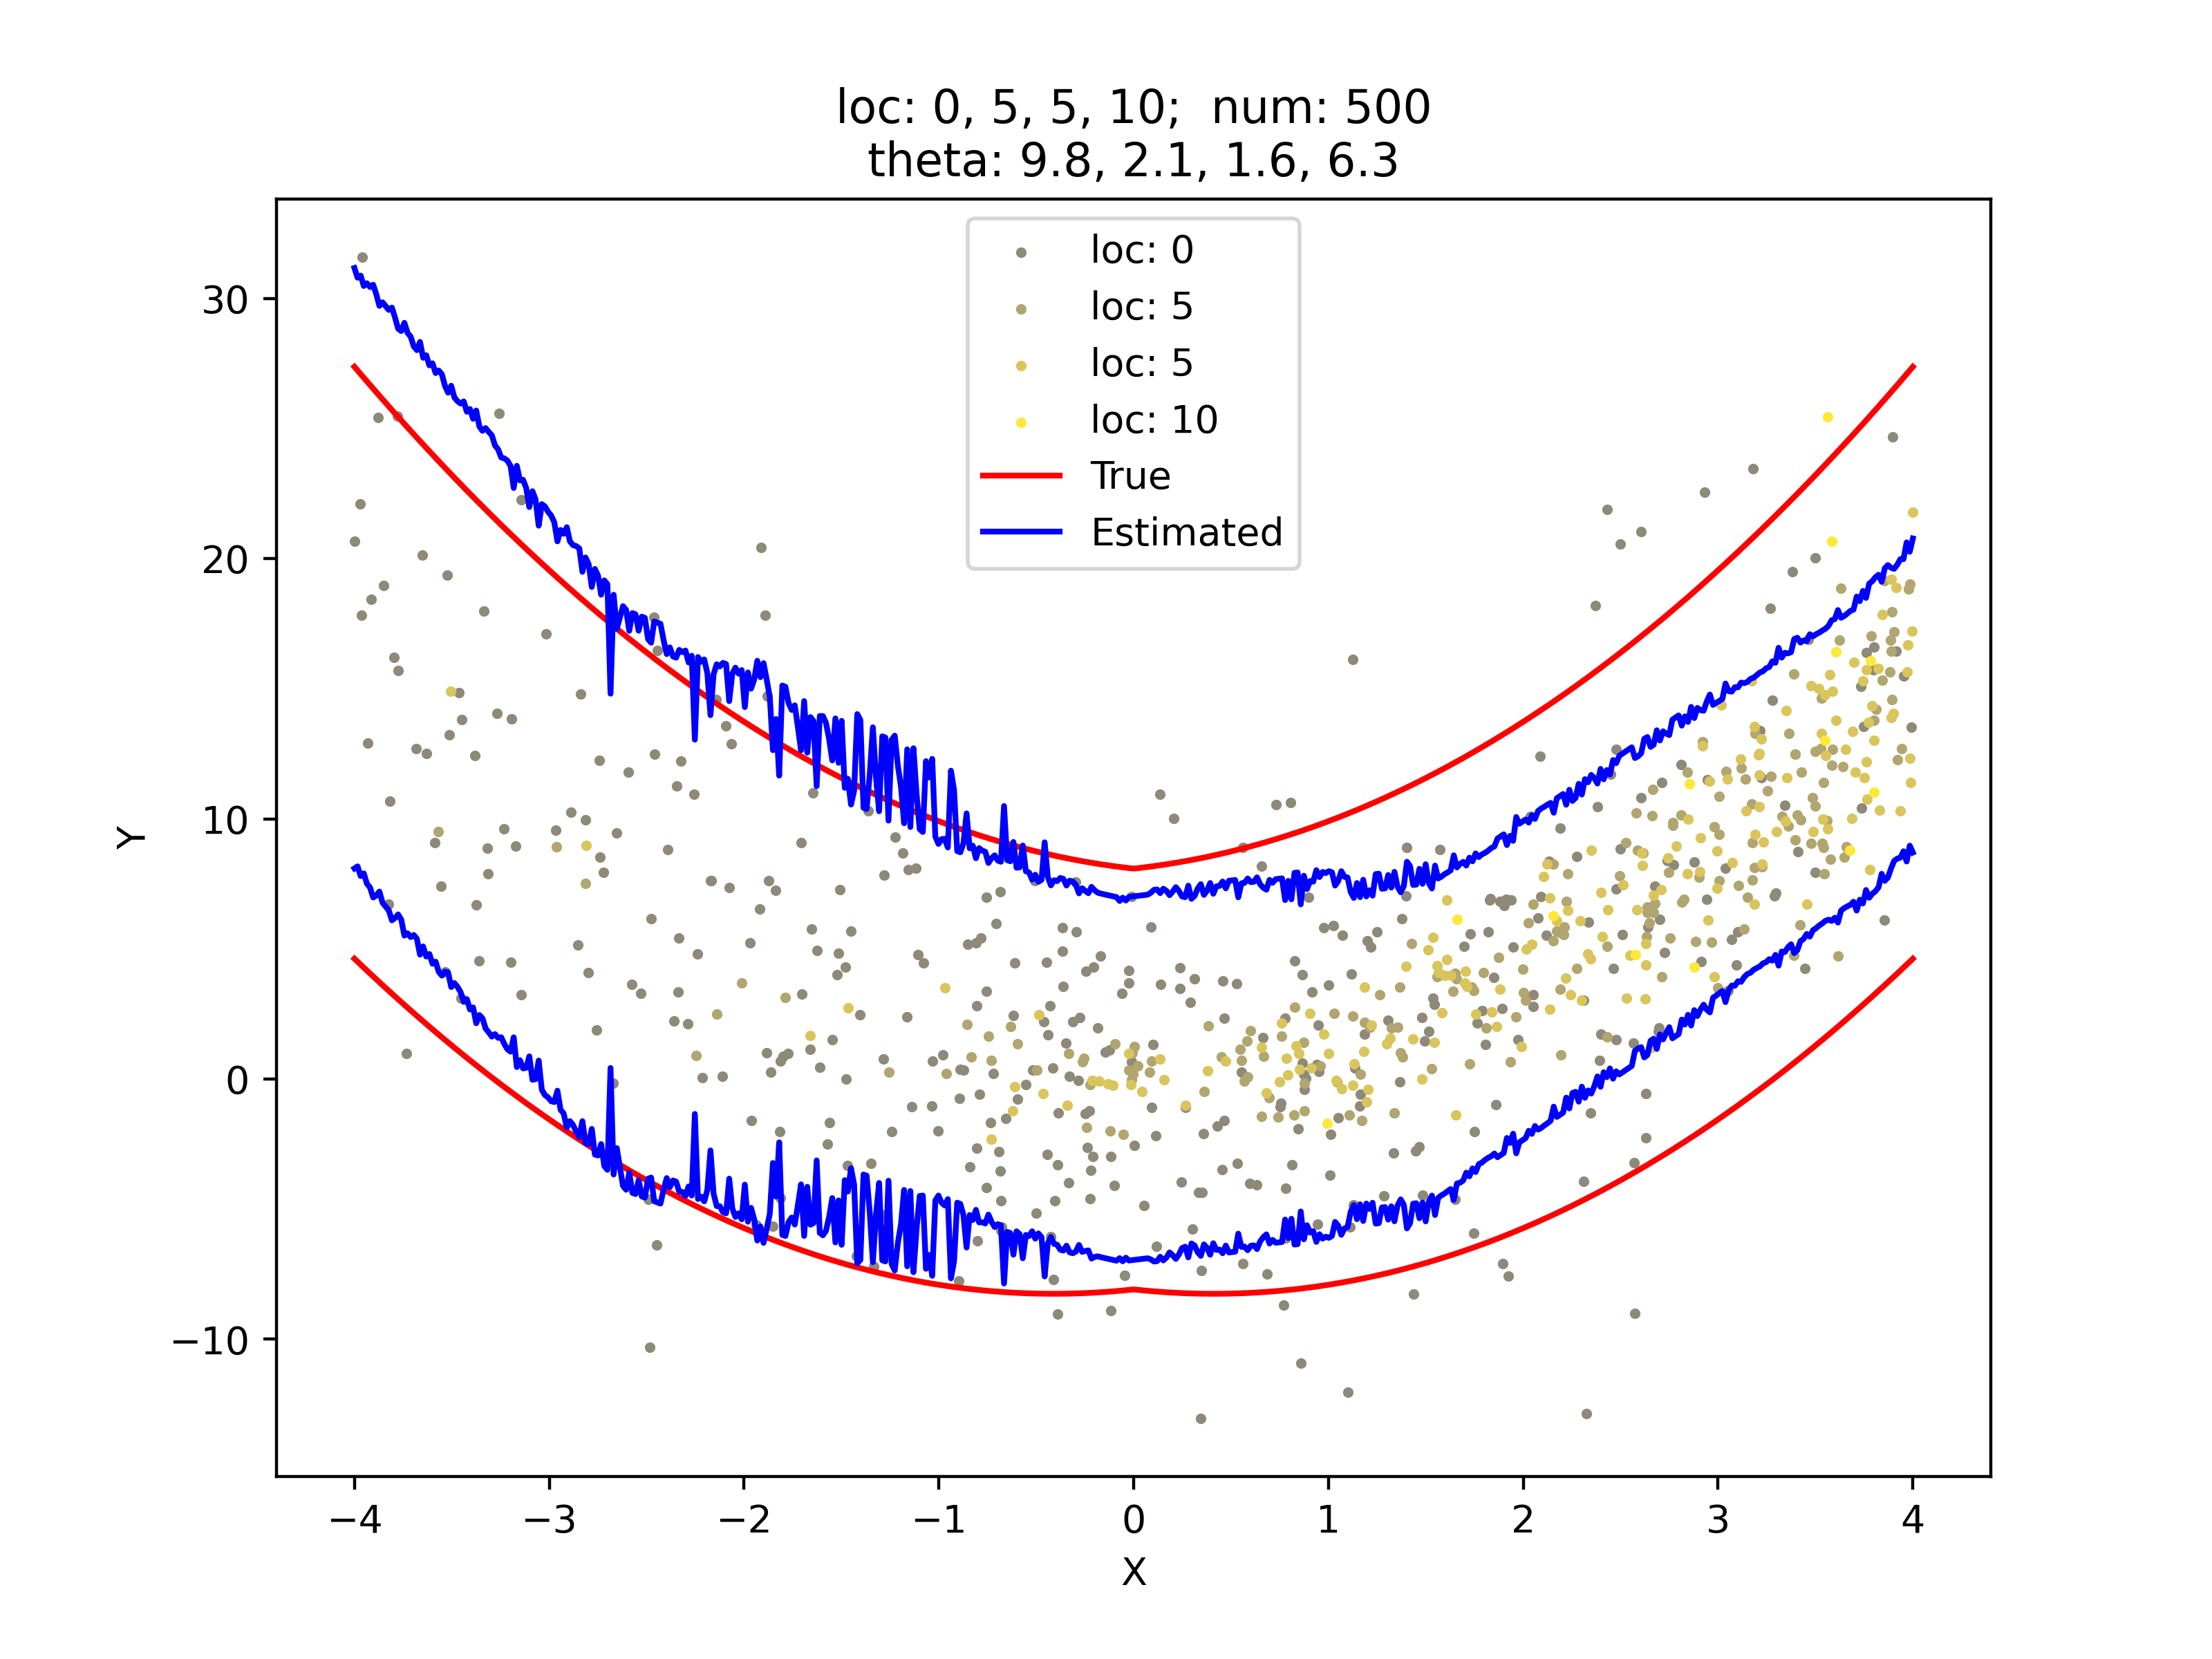 loc: 0, 5, 5, 10;  num: 500
theta: 9.8, 2.1, 1.6, 6.3
loc: 0
loc: 5
loc: 5
loc: 10
True
Estimated
30
20
10
0
−10
Y
−4
−3
−2
−1
0
1
2
3
4
X